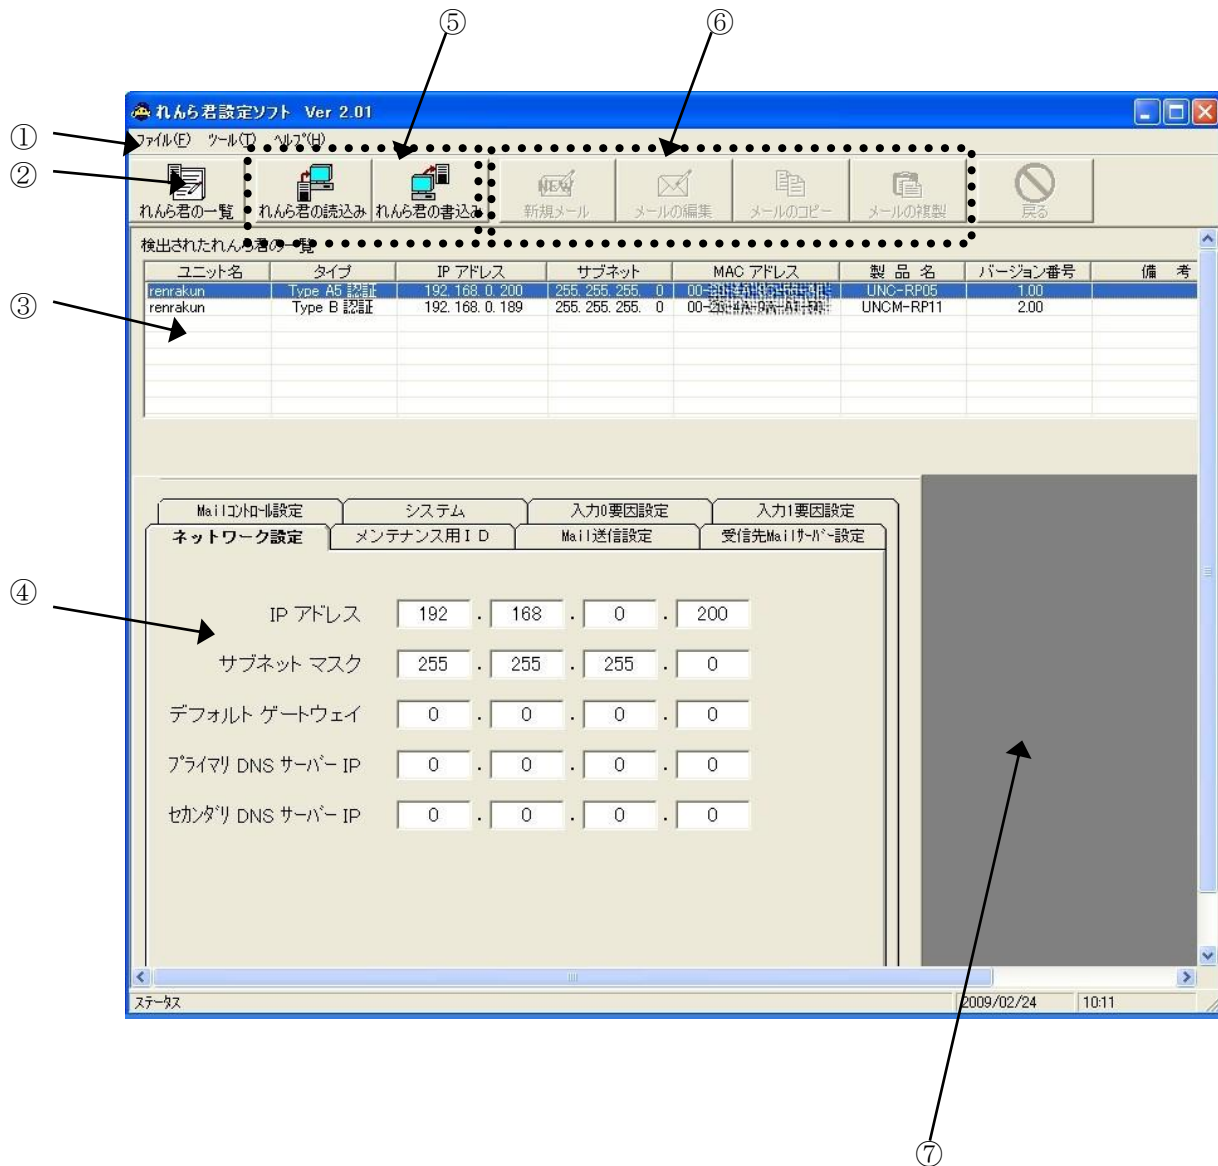 ⑤ ⑥
れんら君設定ソフト Ver 2.01
①
ファイル(F) ツール(T) ヘルプ(H)
②
れんら君の一覧 れんら君の読込み れんら君の書込み 新規メール メールの編集 メールのコピー メールの複製 戻る
検出されたれんら君の一覧
ユニット名 タイプ IP アドレス サブネット MAC アドレス 製 品 名 バージョン番号 備 考
renrakun Type A5 認証 192. 168. 0. 200 255. 255. 255. 0 UNC-RP05 1.00
renrakun Type B 認証 192. 168. 0. 189 255. 255. 255. 0 UNCM-RP11 2.00
③
Mailコントロール設定 システム 入力0要因設定 入力1要因設定
ネットワーク設定 メンテナンス用ＩＤ Mail送信設定 受信先Mailサーバー設定
④
IP アドレス 192 . 168 . 0 . 200
サブネット マスク 255 . 255 . 255 . 0
デフォルト ゲートウェイ 0 . 0 . 0 . 0
プライマリ DNS サーバー IP 0 . 0 . 0 . 0
セカンダリ DNS サーバー IP 0 . 0 . 0 . 0
ステータス 2009/02/24 10:11
⑦